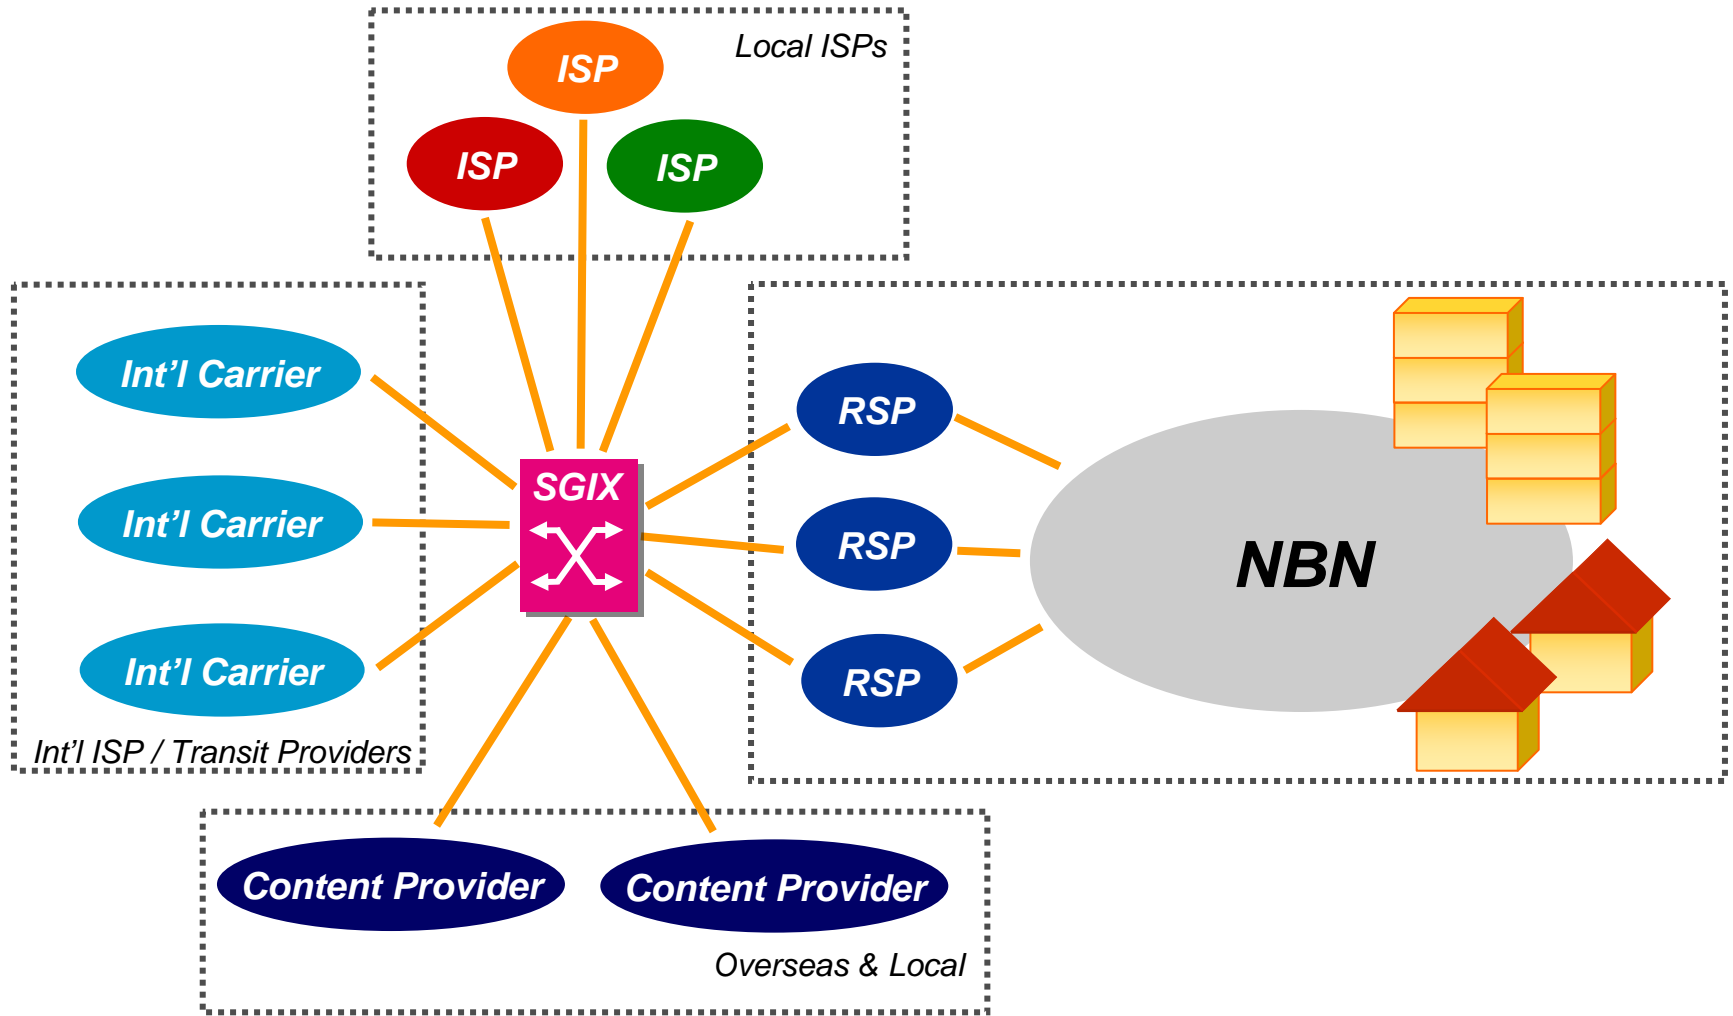 Local ISPs
ISP
ISP
ISP
Int'l Carrier
Int'l Carrier
Int'l Carrier
Int'l ISP / Transit Providers
SGIX
RSP
RSP
RSP
NBN
Content Provider
Content Provider
Overseas & Local